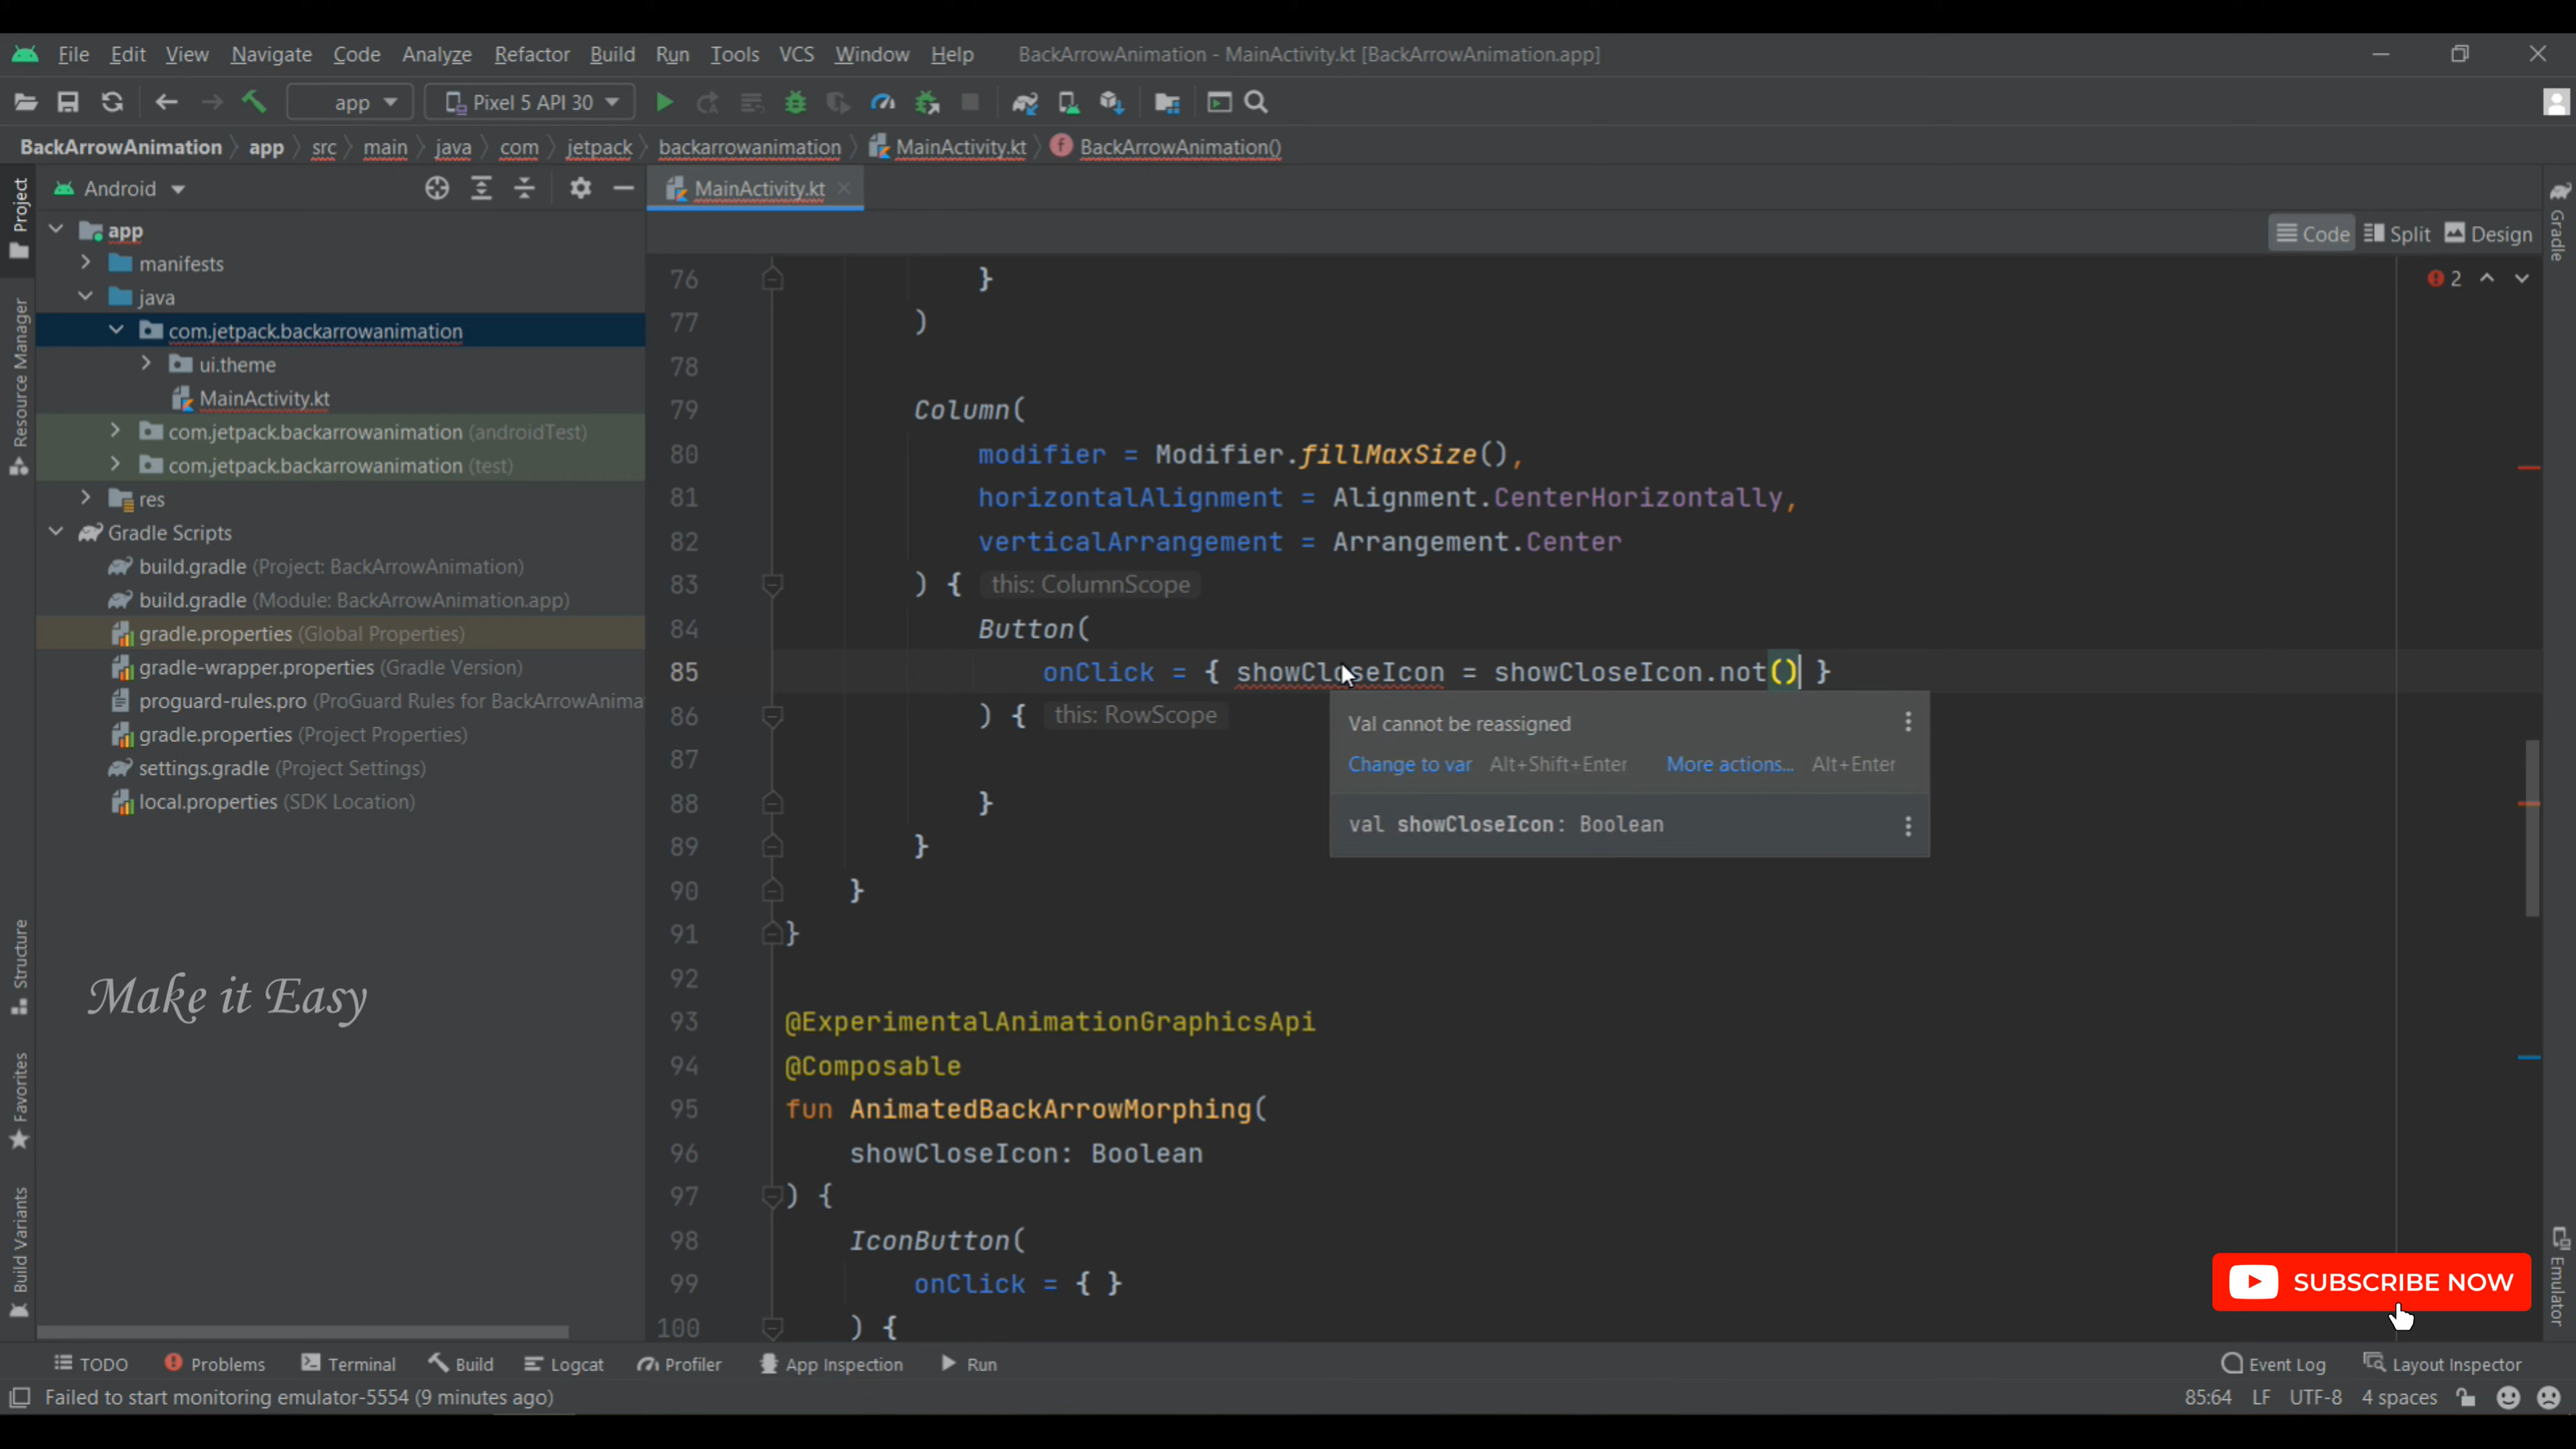 File Edit View Navigate Code Analyze Refactor Build Run Tools VCS Window Help BackArrowAnimation - MainActivity.kt [BackArrowAnimation.app]
app Pixel 5 API 30
BackArrowAnimation app src main java com jetpack backarrowanimation MainActivity.kt BackArrowAnimation()
Project
Resource Manager
Structure
Favorites
Build Variants
Android
app
manifests
java
com.jetpack.backarrowanimation
ui.theme
MainActivity.kt
com.jetpack.backarrowanimation (androidTest)
com.jetpack.backarrowanimation (test)
res
Gradle Scripts
build.gradle (Project: BackArrowAnimation)
build.gradle (Module: BackArrowAnimation.app)
gradle.properties (Global Properties)
gradle-wrapper.properties (Gradle Version)
proguard-rules.pro (ProGuard Rules for BackArrowAnima
gradle.properties (Project Properties)
settings.gradle (Project Settings)
local.properties (SDK Location)
Make it Easy
MainActivity.kt
Code Split Design
2
76 }
77 )
78
79 Column(
80 modifier = Modifier.fillMaxSize(),
81 horizontalAlignment = Alignment.CenterHorizontally,
82 verticalArrangement = Arrangement.Center
83 ) { this: ColumnScope
84 Button(
85 onClick = { showCloseIcon = showCloseIcon.not() }
86 ) { this: RowScope
87
88 }
89 }
90 }
91 }
92
93 @ExperimentalAnimationGraphicsApi
94 @Composable
95 fun AnimatedBackArrowMorphing(
96 showCloseIcon: Boolean
97 ) {
98 IconButton(
99 onClick = { }
100 ) {
Val cannot be reassigned
Change to var Alt+Shift+Enter More actions... Alt+Enter
val showCloseIcon: Boolean
Gradle
Emulator
SUBSCRIBE NOW
TODO Problems Terminal Build Logcat Profiler App Inspection Run Event Log Layout Inspector
Failed to start monitoring emulator-5554 (9 minutes ago) 85:64 LF UTF-8 4 spaces